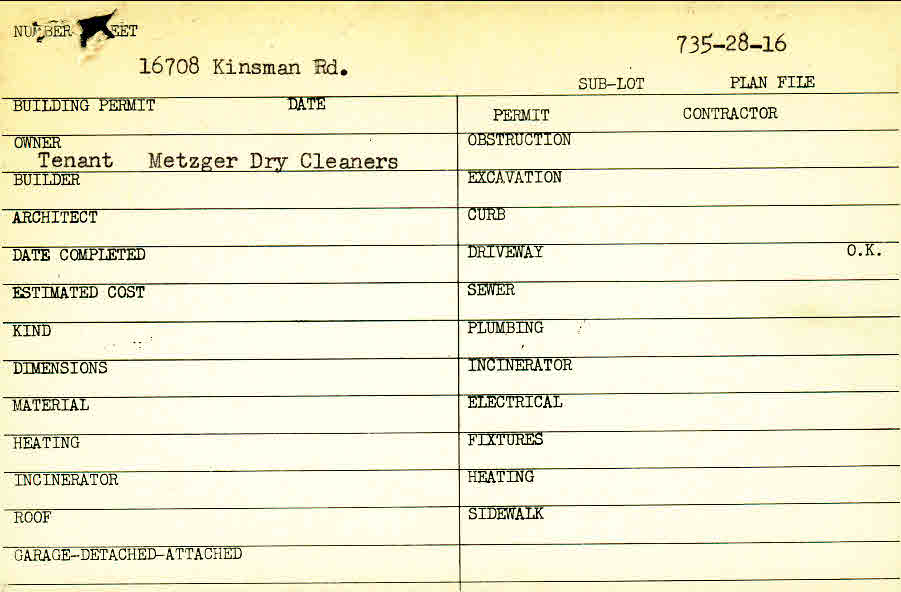 NUMBER STREET
735-28-16
16708 Kinsman Rd.
SUB-LOT PLAN FILE
BUILDING PERMIT DATE
PERMIT CONTRACTOR
OWNER
Tenant Metzger Dry Cleaners
BUILDER
ARCHITECT
DATE COMPLETED
ESTIMATED COST
KIND
DIMENSIONS
MATERIAL
HEATING
INCINERATOR
ROOF
GARAGE-DETACHED-ATTACHED
OBSTRUCTION
EXCAVATION
CURB
DRIVEWAY O.K.
SEWER
PLUMBING
INCINERATOR
ELECTRICAL
FIXTURES
HEATING
SIDEWALK